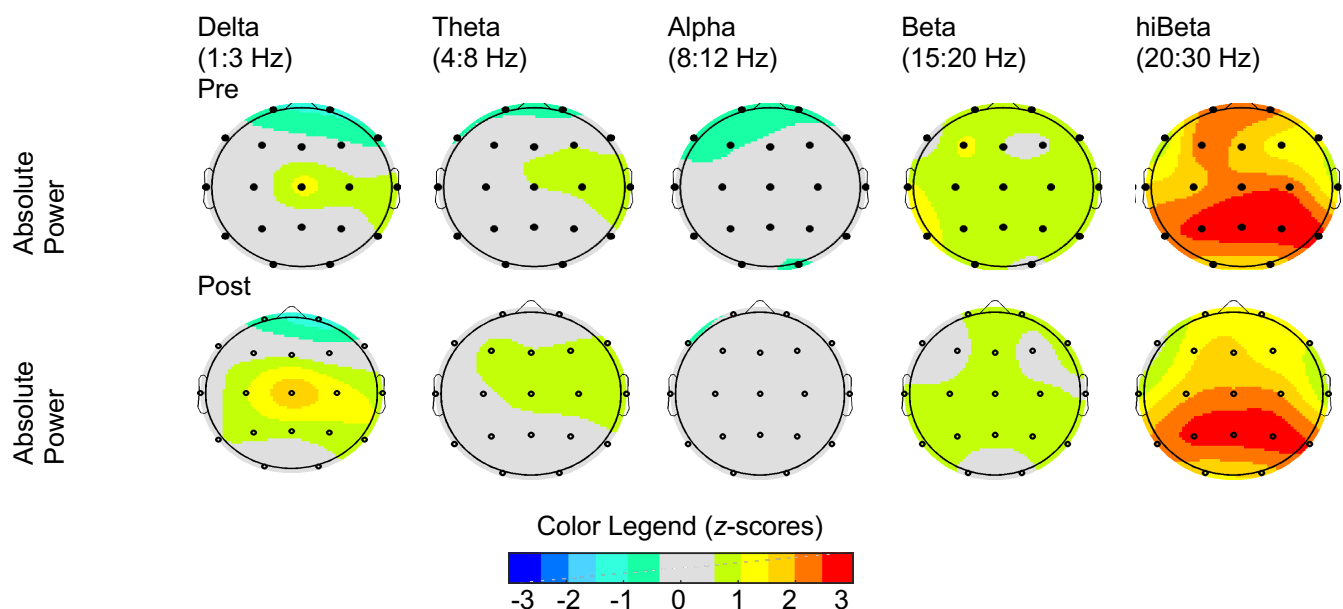 Delta
(1:3 Hz)
Theta
(4:8 Hz)
Alpha
(8:12 Hz)
Beta
(15:20 Hz)
hiBeta
(20:30 Hz)
Pre
Absolute
Power
Post
Absolute
Power
Color Legend (z-scores)
-3 -2 -1 0 1 2 3